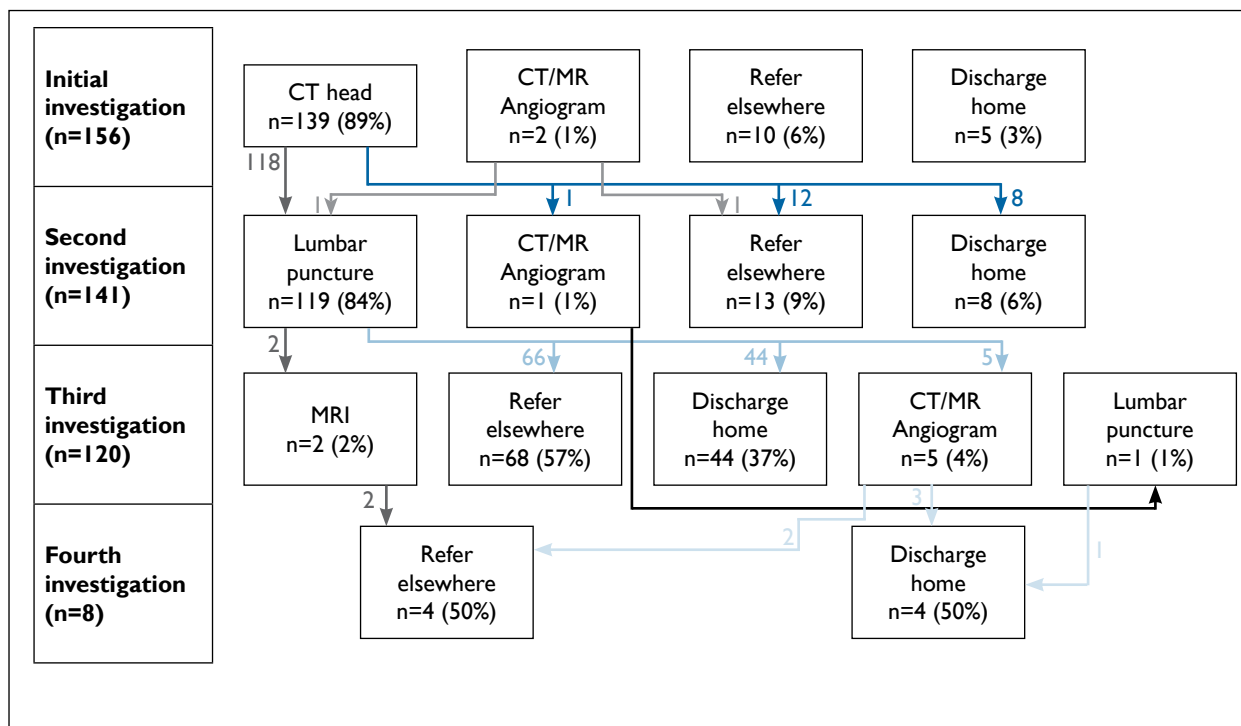 Initial
investigation
(n=156)
CT head
n=139 (89%)
CT/MR
Angiogram
n=2 (1%)
Refer
elsewhere
n=10 (6%)
Discharge
home
n=5 (3%)
118
1
1
1
12
8
Second
investigation
(n=141)
Lumbar
puncture
n=119 (84%)
CT/MR
Angiogram
n=1 (1%)
Refer
elsewhere
n=13 (9%)
Discharge
home
n=8 (6%)
2
66
44
5
Third
investigation
(n=120)
MRI
n=2 (2%)
Refer
elsewhere
n=68 (57%)
Discharge
home
n=44 (37%)
CT/MR
Angiogram
n=5 (4%)
Lumbar
puncture
n=1 (1%)
2
2
3
1
Fourth
investigation
(n=8)
Refer
elsewhere
n=4 (50%)
Discharge
home
n=4 (50%)